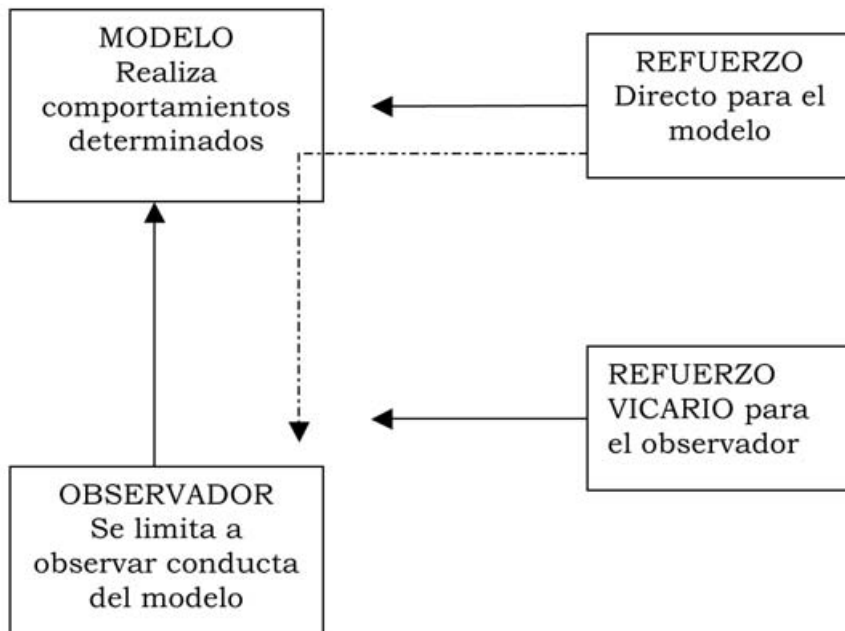 MODELO
Realiza
comportamientos
determinados
REFUERZO
Directo para el
modelo
REFUERZO
VICARIO para
el observador
OBSERVADOR
Se limita a
observar conducta
del modelo